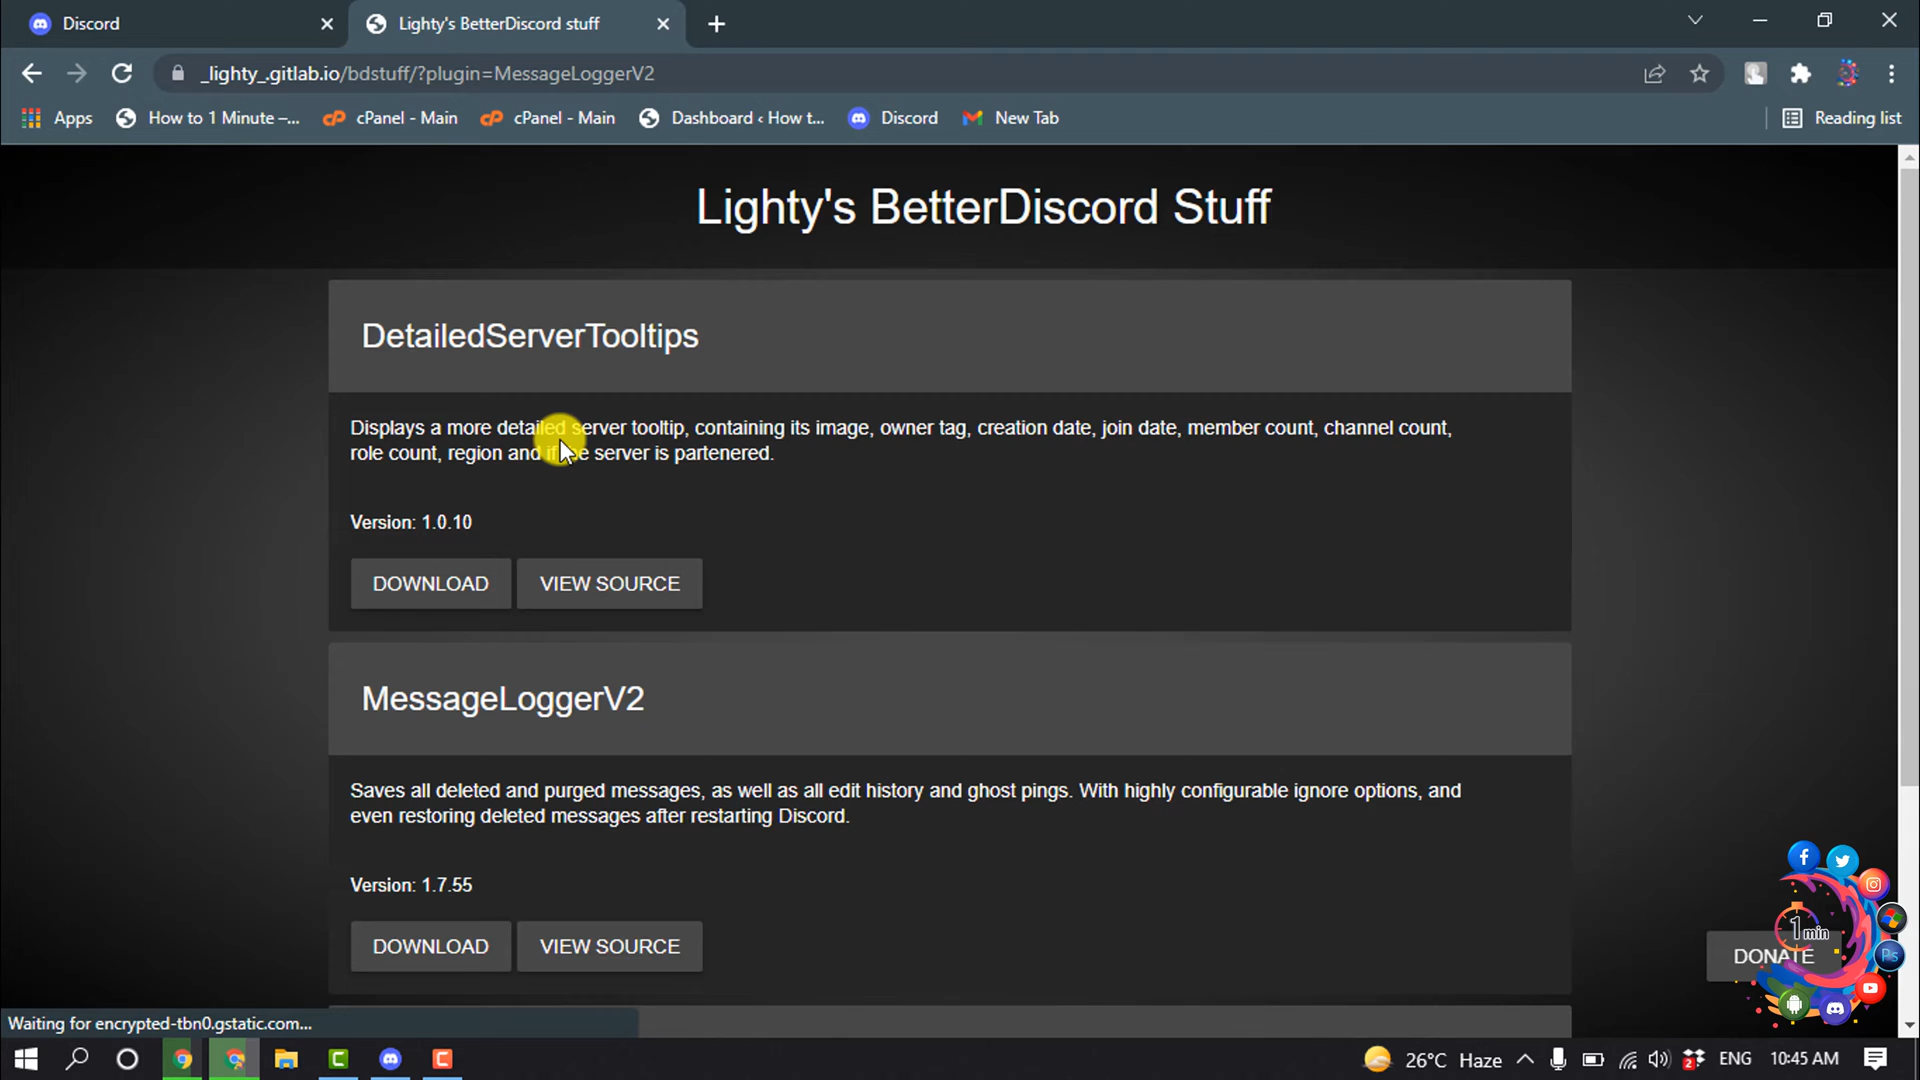 Discord
Lighty's BetterDiscord stuff
_lighty_.gitlab.io/bdstuff/?plugin=MessageLoggerV2
Apps
How to 1 Minute –...
cPanel - Main
cPanel - Main
Dashboard ‹ How t...
Discord
New Tab
Reading list
Lighty's BetterDiscord Stuff
DetailedServerTooltips
Displays a more detailed server tooltip, containing its image, owner tag, creation date, join date, member count, channel count,
role count, region and if server is partenered.
Version: 1.0.10
DOWNLOAD
VIEW SOURCE
MessageLoggerV2
Saves all deleted and purged messages, as well as all edit history and ghost pings. With highly configurable ignore options, and
even restoring deleted messages after restarting Discord.
Version: 1.7.55
DOWNLOAD
VIEW SOURCE
DONATE
1 min
Ps
Waiting for encrypted-tbn0.gstatic.com...
26°C Haze
2
ENG
10:45 AM